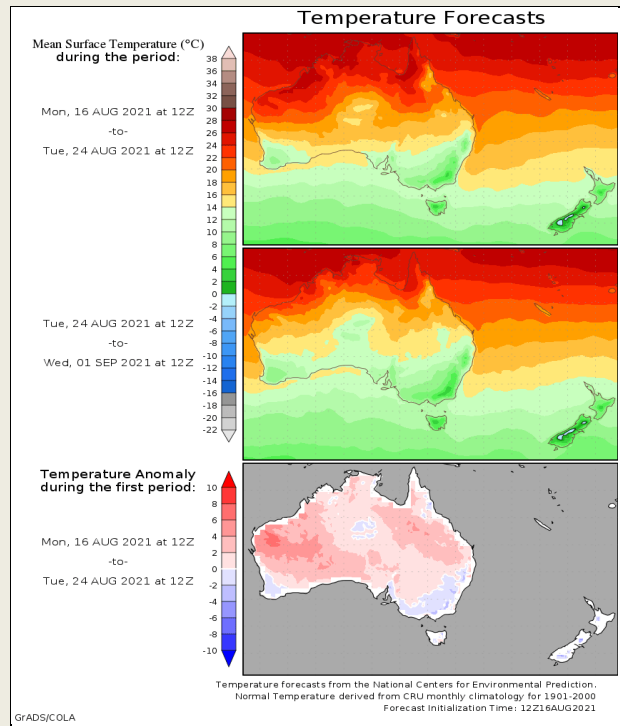 Temperature Forecasts
Mean Surface Temperature (°C)
during the period:
38
36
34
32
30
28
26
24
22
20
18
16
14
12
10
8
6
4
2
0
-2
-4
-6
-8
-10
-12
-14
-16
-18
-20
-22
Mon, 16 AUG 2021 at 12Z
-to-
Tue, 24 AUG 2021 at 12Z
Tue, 24 AUG 2021 at 12Z
-to-
Wed, 01 SEP 2021 at 12Z
Temperature Anomaly
during the first period:
10
8
6
4
2
0
-2
-4
-6
-8
-10
Mon, 16 AUG 2021 at 12Z
-to-
Tue, 24 AUG 2021 at 12Z
Temperature forecasts from the National Centers for Environmental Prediction.
Normal Temperature derived from CRU monthly climatology for 1901-2000
Forecast Initialization Time: 12Z16AUG2021
GrADS/COLA